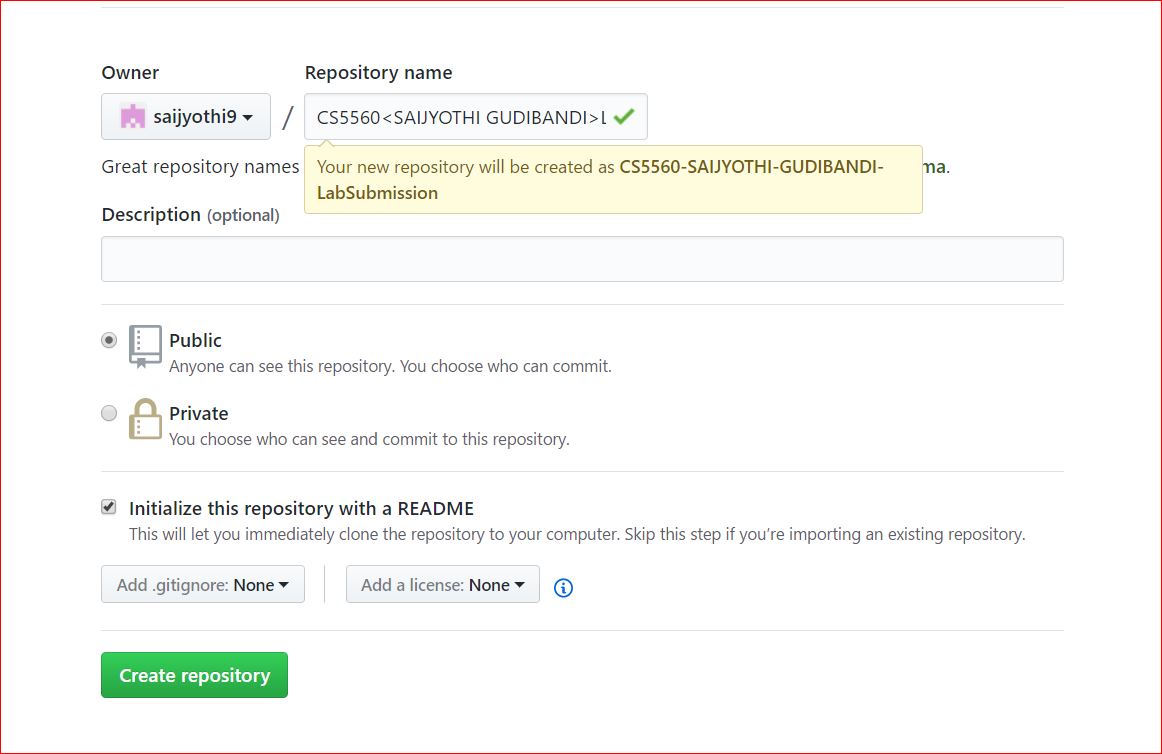 Owner
Repository name
saijyothi9
/
CS5560<SAIJYOTHI GUDIBANDI>L
Great repository names
ma.
Your new repository will be created as CS5560-SAIJYOTHI-GUDIBANDI-
LabSubmission
Description (optional)
Public
Anyone can see this repository. You choose who can commit.
Private
You choose who can see and commit to this repository.
Initialize this repository with a README
This will let you immediately clone the repository to your computer. Skip this step if you’re importing an existing repository.
Add .gitignore: None
Add a license: None
Create repository